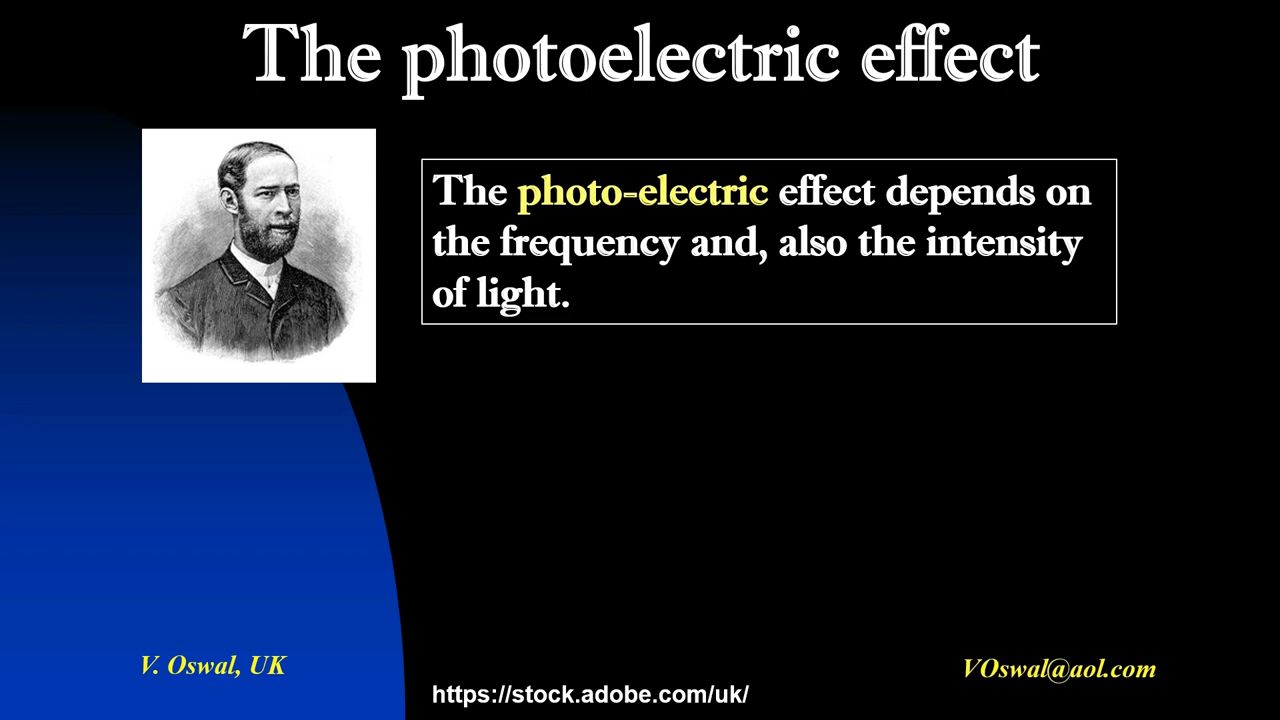 The photoelectric effect
The photo-electric effect depends on
the frequency and, also the intensity
of light.
V. Oswal, UK
VOswal@aol.com
https://stock.adobe.com/uk/